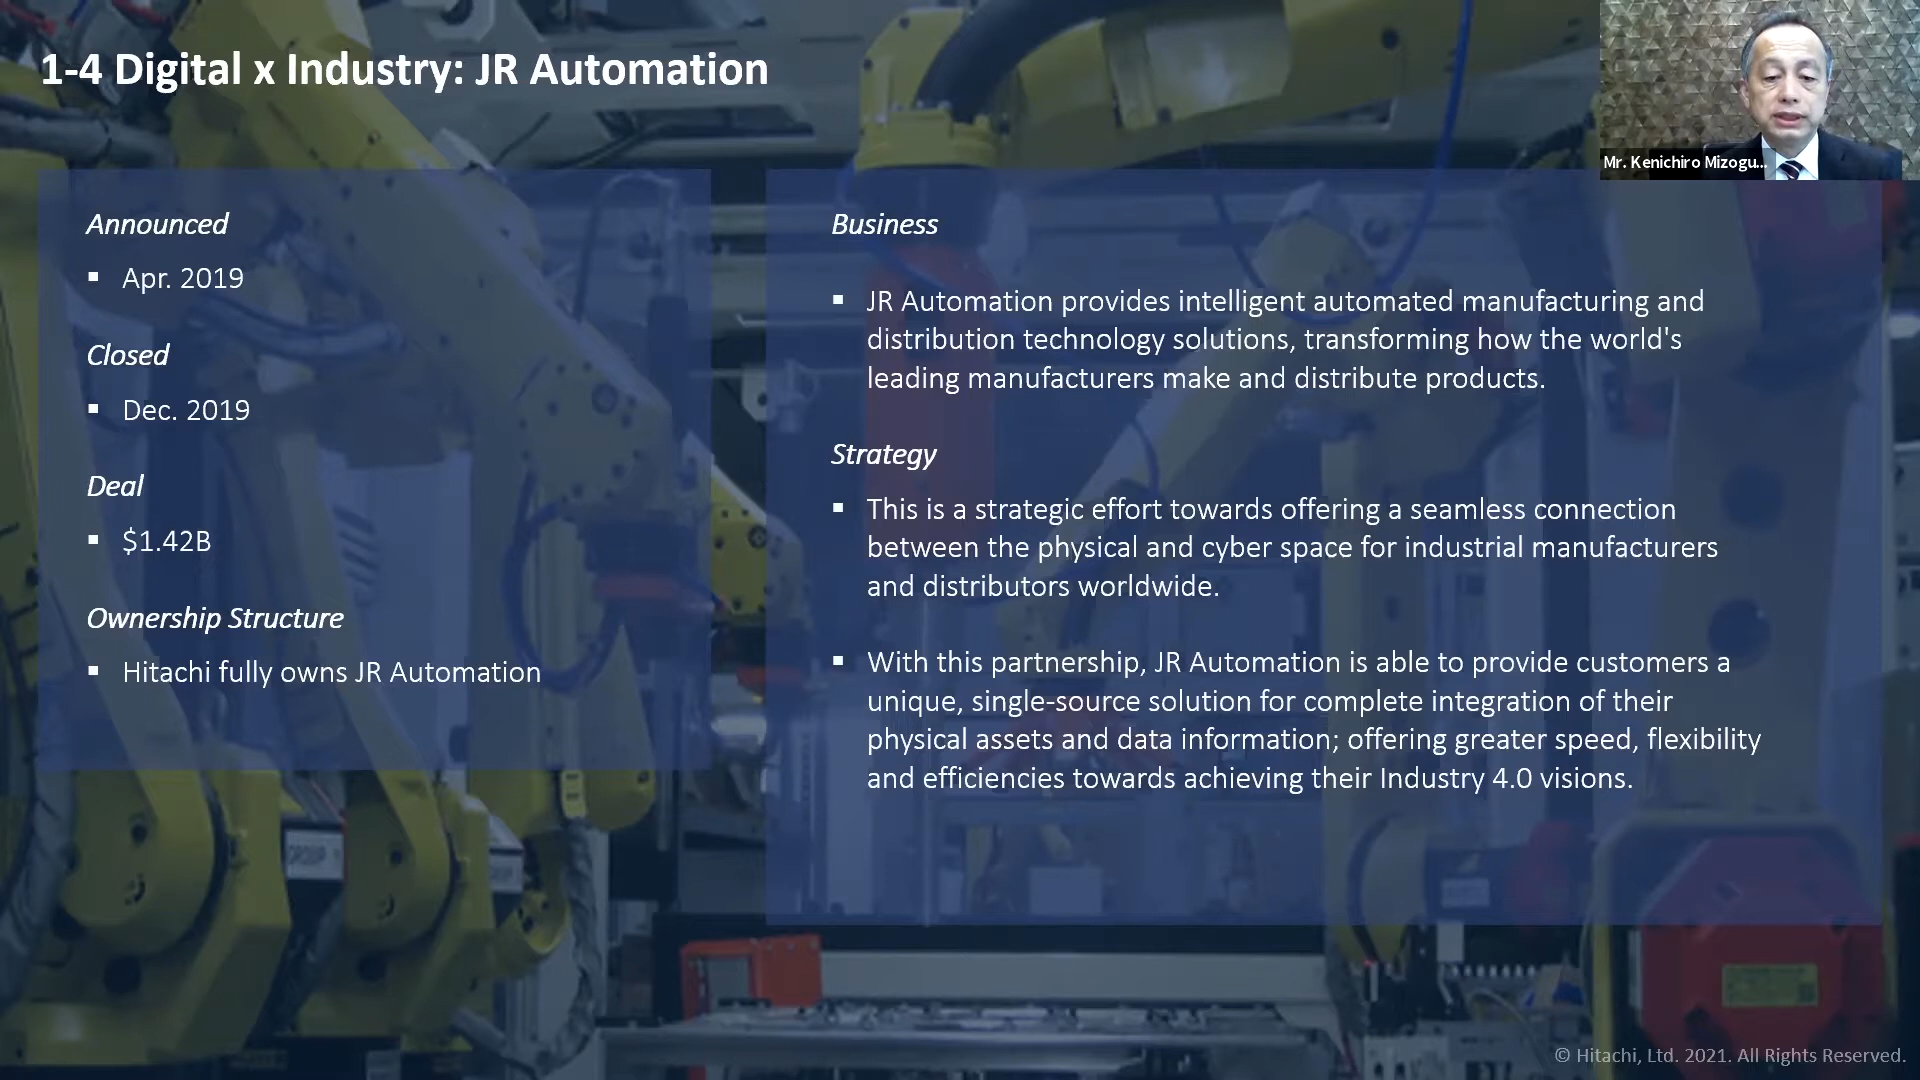 1-4 Digital x Industry: JR Automation
Mr. Kenichiro Mizogu...
Announced
▪ Apr. 2019
Closed
▪ Dec. 2019
Deal
▪ $1.42B
Ownership Structure
▪ Hitachi fully owns JR Automation
Business
▪ JR Automation provides intelligent automated manufacturing and
distribution technology solutions, transforming how the world's
leading manufacturers make and distribute products.
Strategy
▪ This is a strategic effort towards offering a seamless connection
between the physical and cyber space for industrial manufacturers
and distributors worldwide.
▪ With this partnership, JR Automation is able to provide customers a
unique, single-source solution for complete integration of their
physical assets and data information; offering greater speed, flexibility
and efficiencies towards achieving their Industry 4.0 visions.
© Hitachi, Ltd. 2021. All Rights Reserved.